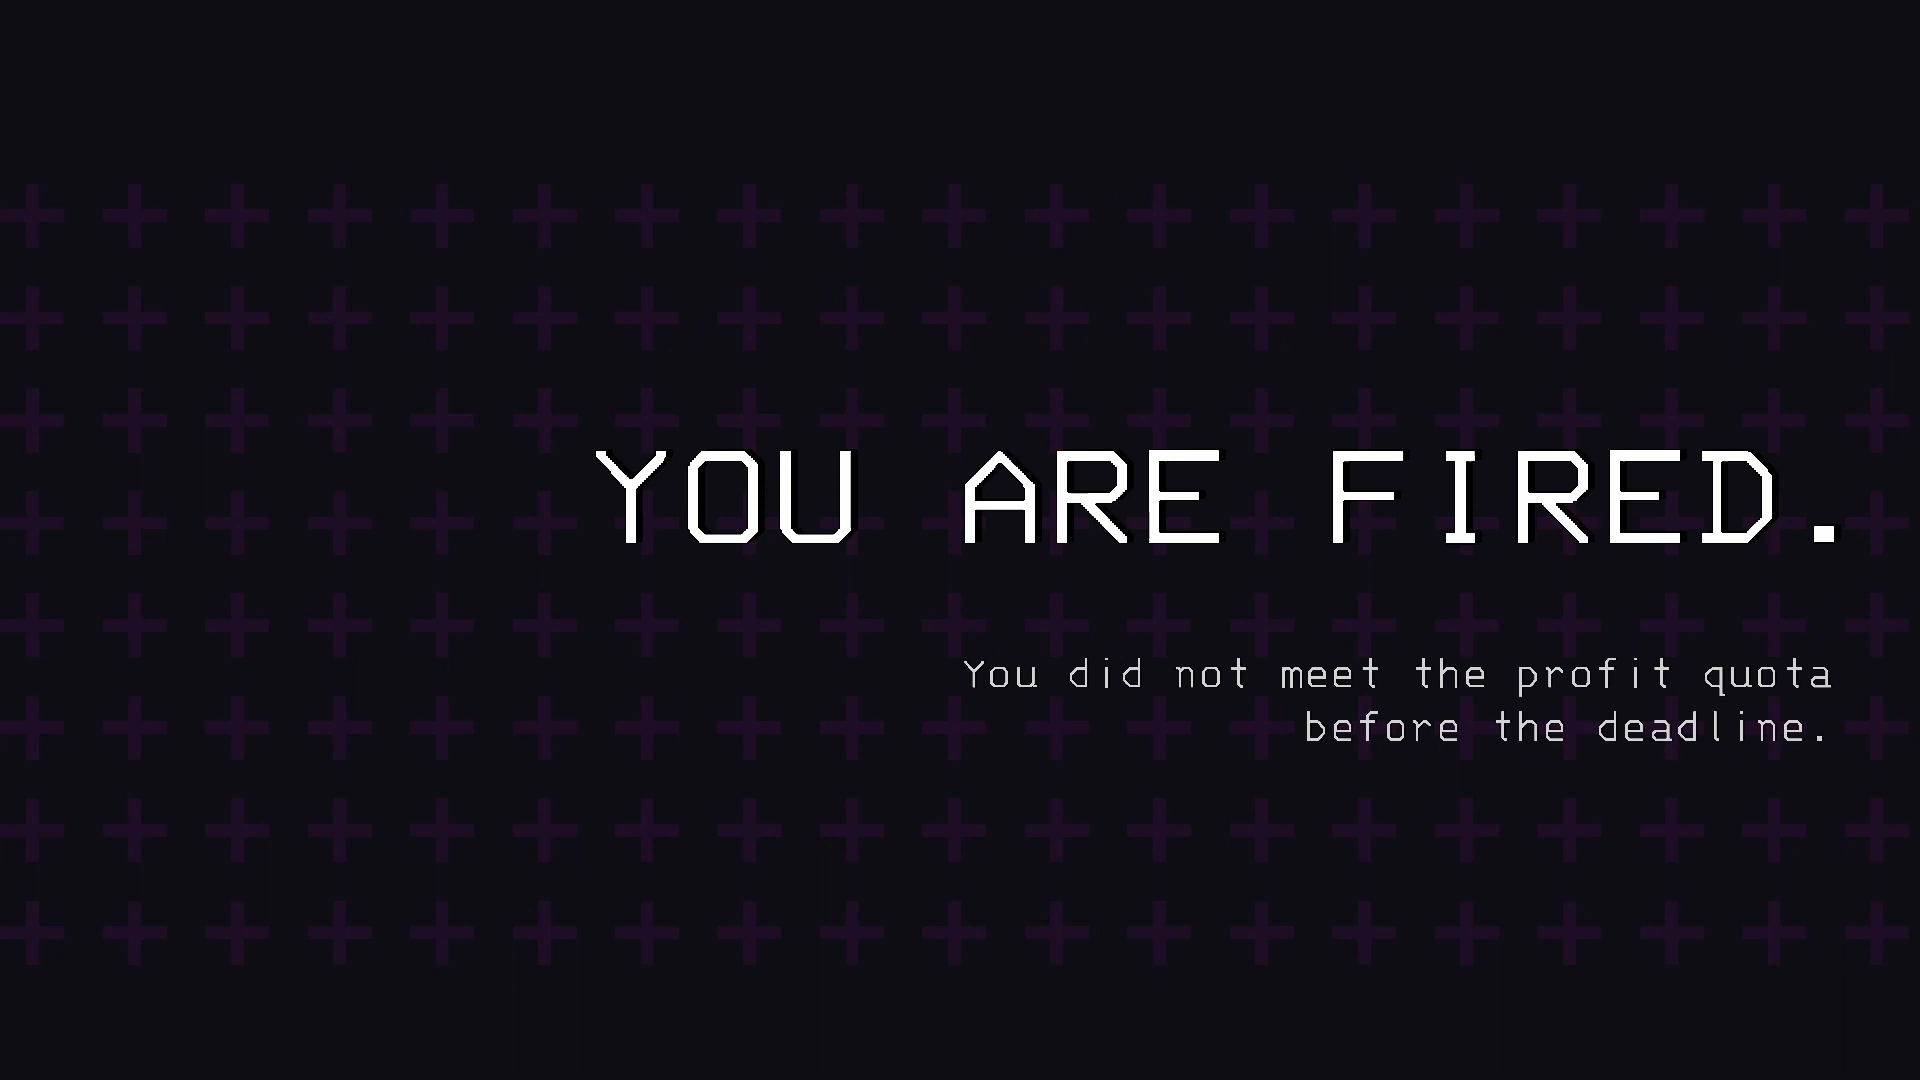 YOU ARE FIRED.
You did not meet the profit quota
before the deadline.